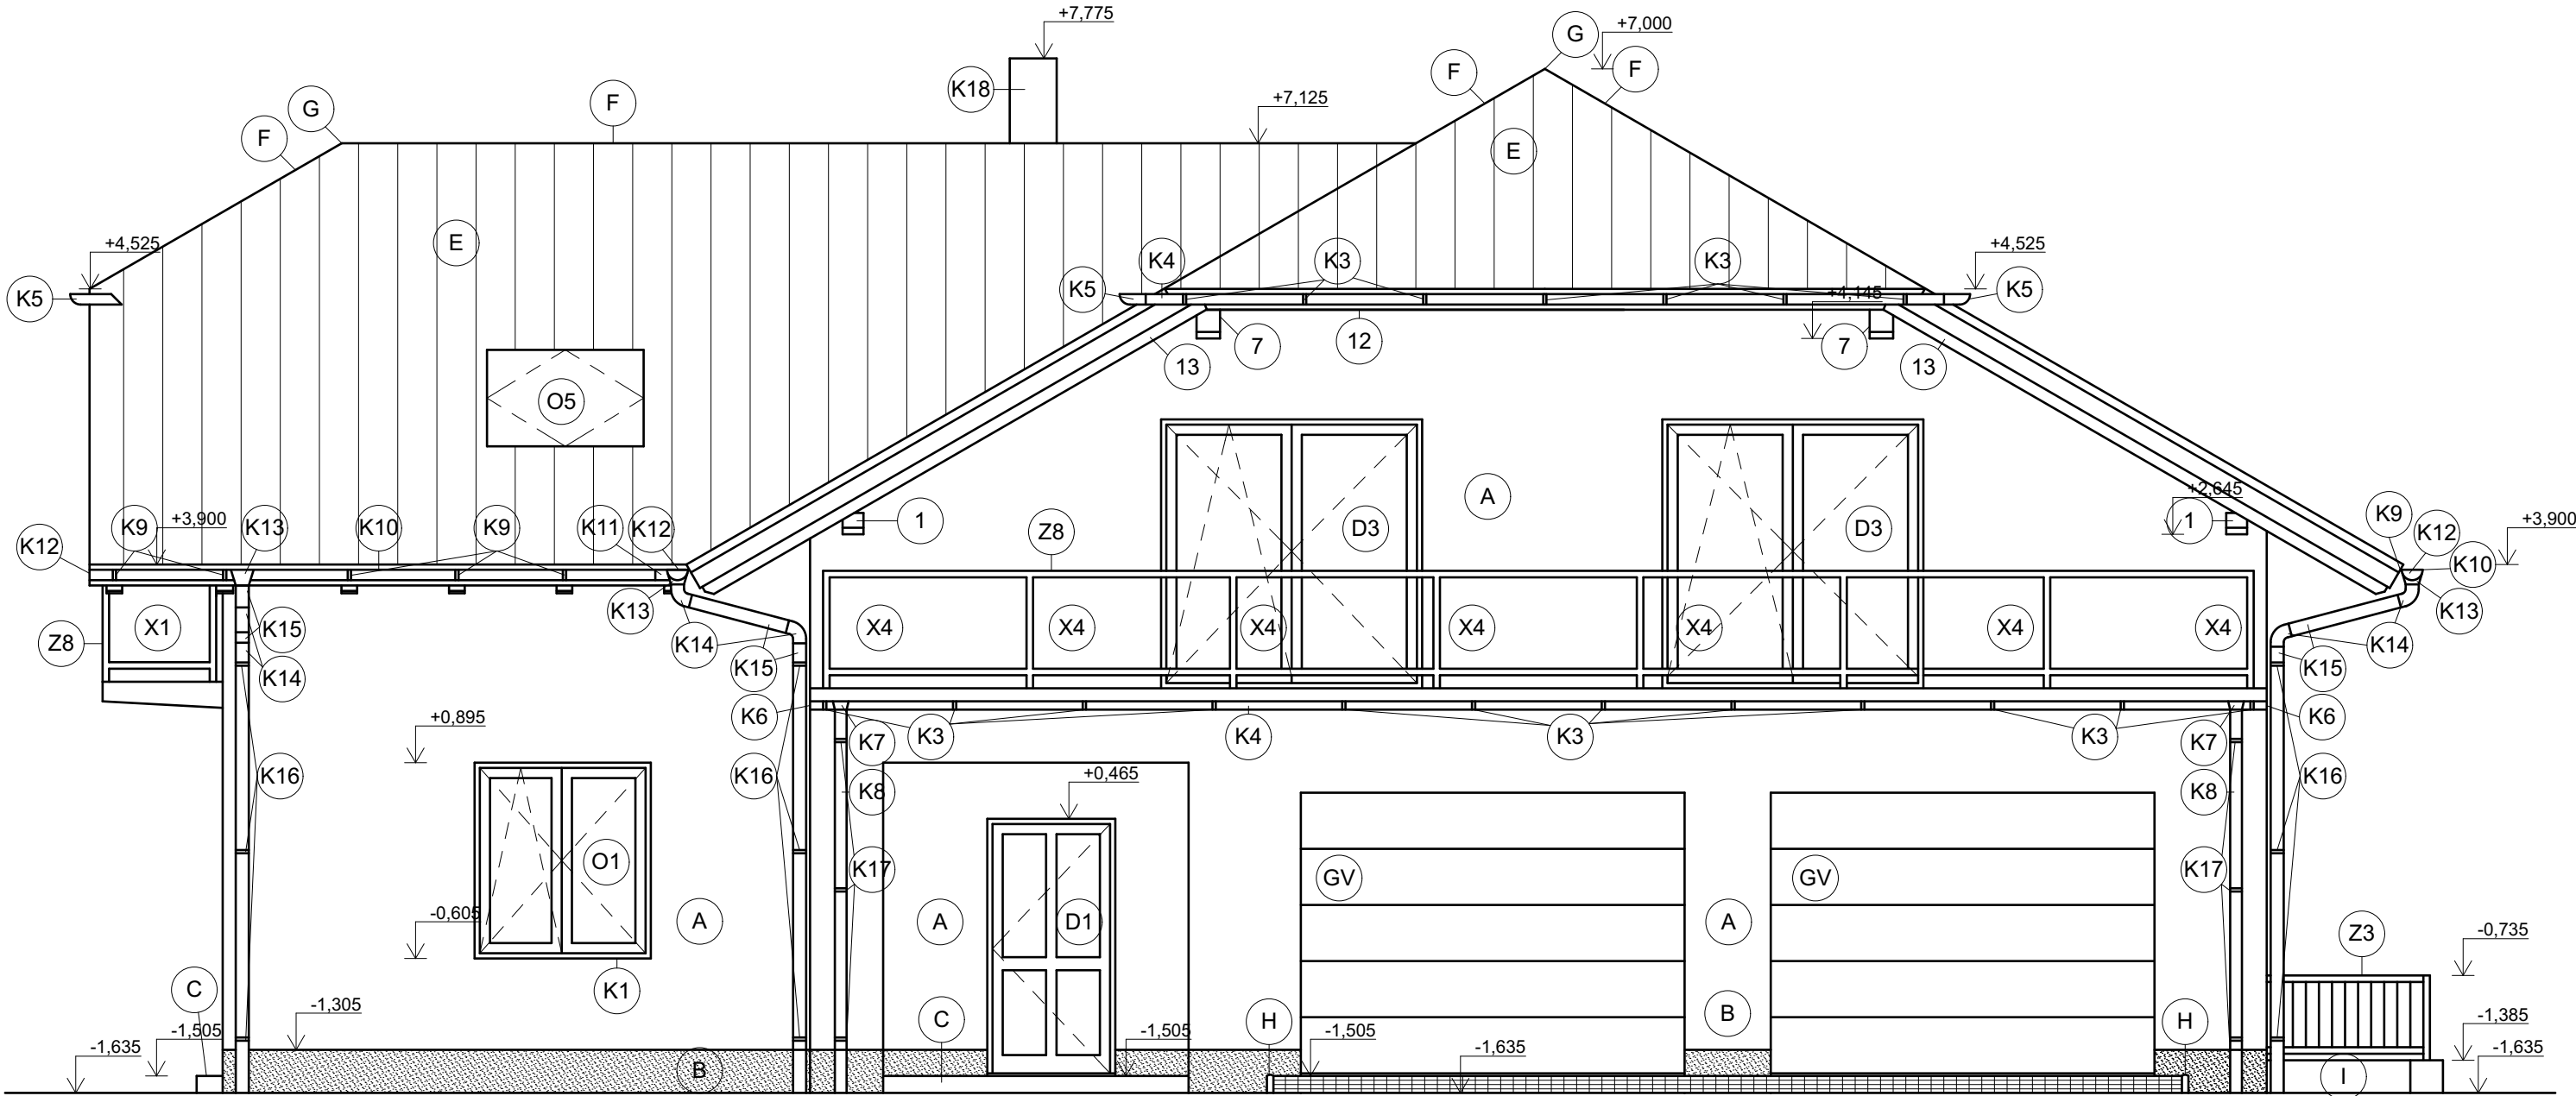 +7,775
+7,000
G
F
F
K18
F
G
F
+7,125
E
E
+4,525
K5
K4
K3
K3
+4,525
K5
K5
+4,145
7
12
7
13
13
O5
A
K12
K9
+3,900
K13
K10
K9
K11
K12
1
Z8
D3
D3
+2,645
1
K9
K12
+3,900
K10
K13
K13
Z8
X1
K15
K14
K14
K15
X4
X4
X4
X4
X4
X4
X4
K14
K15
K6
K7
K3
K4
K3
K3
K7
K6
+0,895
K16
K16
K8
+0,465
K8
K16
O1
K17
GV
GV
K17
-0,605
A
A
D1
A
Z3
-0,735
C
K1
-1,305
-1,505
-1,635
C
-1,505
H
-1,505
-1,635
B
H
-1,385
-1,635
B
I